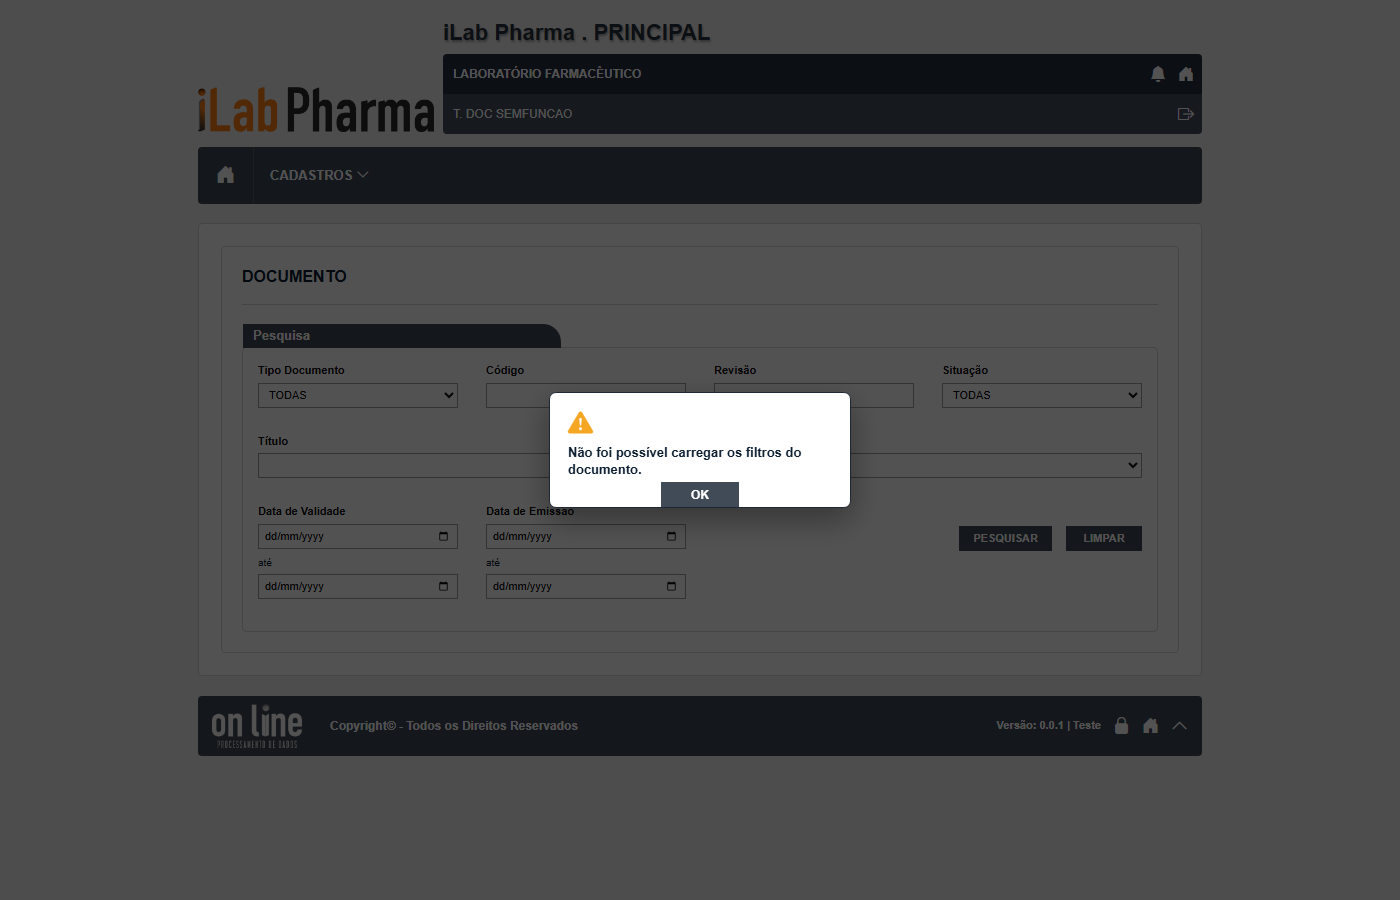 iLab Pharma . PRINCIPAL
iLab Pharma
LABORATÓRIO FARMACÊUTICO
T. DOC SEMFUNCAO
CADASTROS
DOCUMENTO
Pesquisa
Tipo Documento
Código
Revisão
Situação
TODAS
TODAS
Título
Não foi possível carregar os filtros do
documento.
OK
Data de Validade
Data de Emissão
dd/mm/yyyy
dd/mm/yyyy
PESQUISAR
LIMPAR
até
até
dd/mm/yyyy
dd/mm/yyyy
on line
PROCESSAMENTO DE DADOS
Copyright© - Todos os Direitos Reservados
Versão: 0.0.1 | Teste